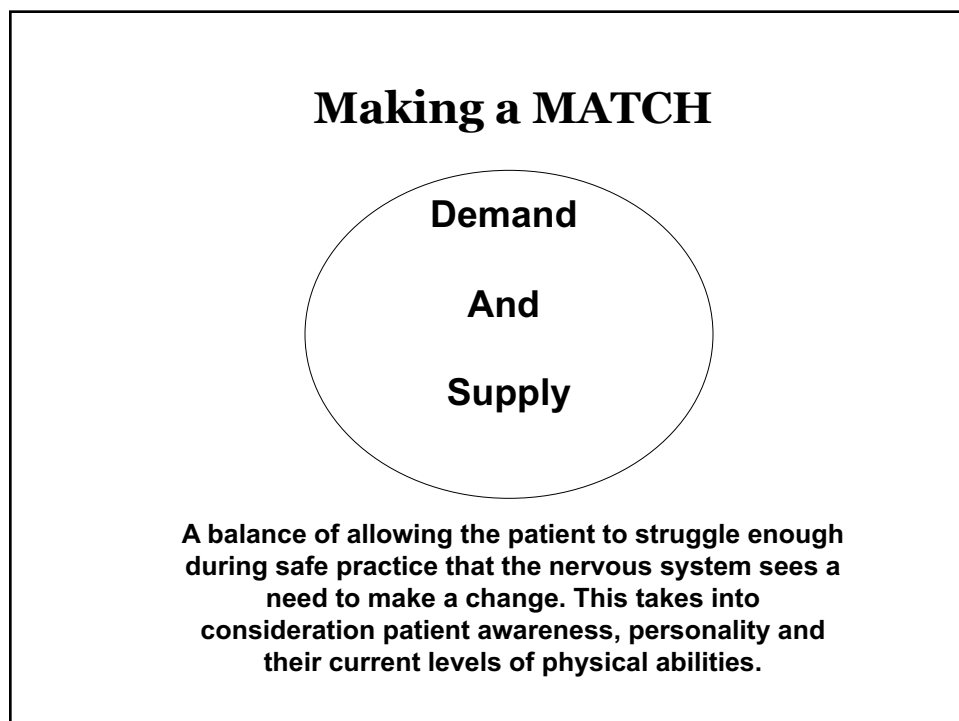 Making a MATCH
Demand
And
Supply
A balance of allowing the patient to struggle enough
during safe practice that the nervous system sees a
need to make a change. This takes into
consideration patient awareness, personality and
their current levels of physical abilities.